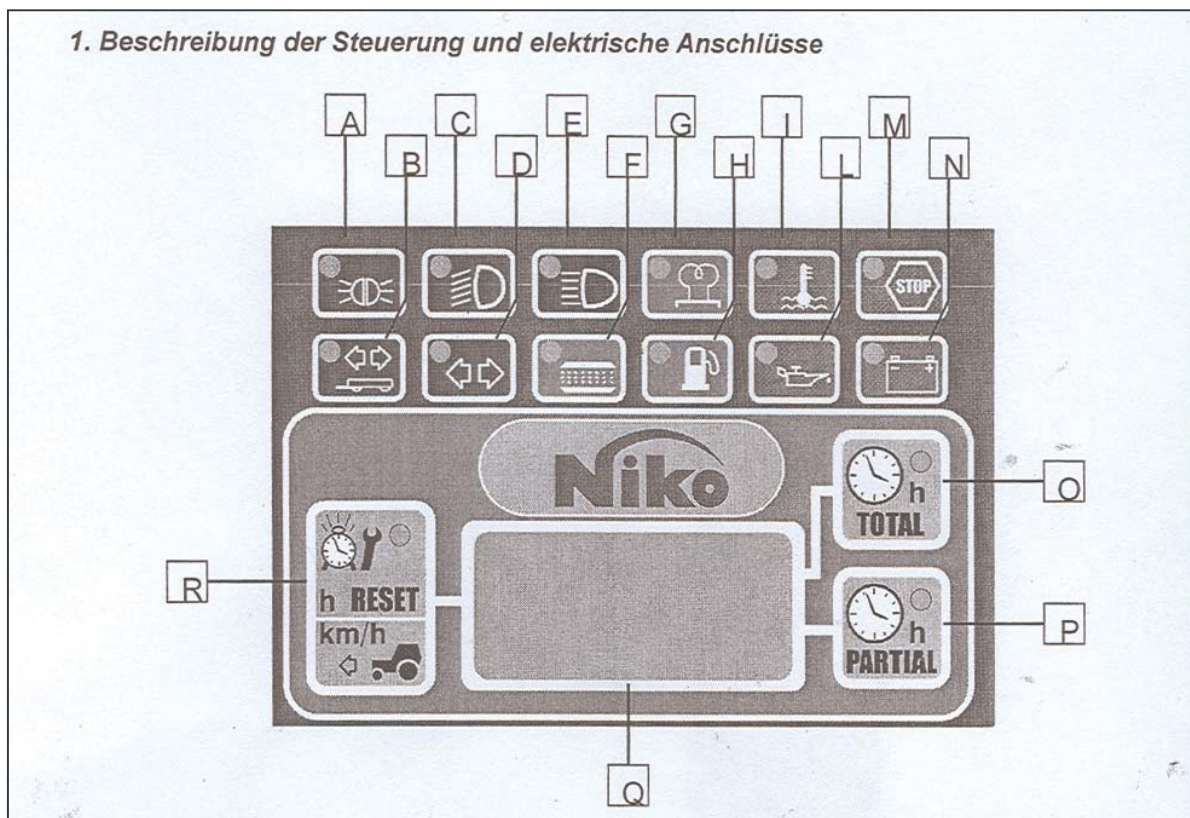 1. Beschreibung der Steuerung und elektrische Anschlüsse
A C E G I M
B D F H L N
STOP
Niko
h
TOTAL
O
h RESET
R
km/h
h
PARTIAL
P
Q